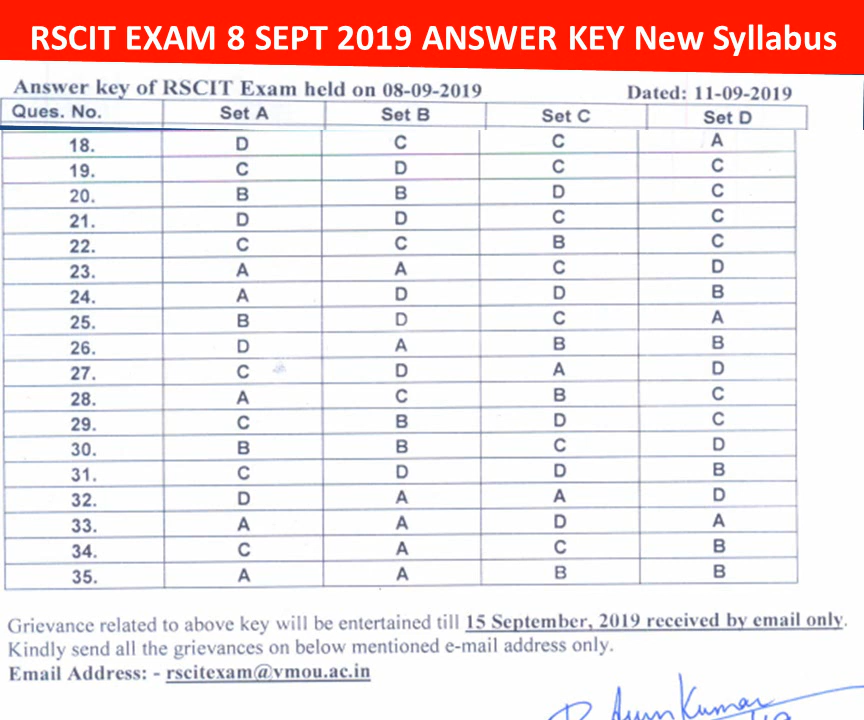 RSCIT EXAM 8 SEPT 2019 ANSWER KEY New Syllabus
Answer key of RSCIT Exam held on 08-09-2019 Dated: 11-09-2019
Ques. No. Set A Set B Set C Set D
18. D C C A
19. C D C C
20. B B D C
21. D D C C
22. C C B C
23. A A C D
24. A D D B
25. B D C A
26. D A B B
27. C D A D
28. A C B C
29. C B D C
30. B B C D
31. C D D B
32. D A A D
33. A A D A
34. C A C B
35. A A B B
Grievance related to above key will be entertained till 15 September, 2019 received by email only.
Kindly send all the grievances on below mentioned e-mail address only.
Email Address: - rscitexam@vmou.ac.in
Kumar